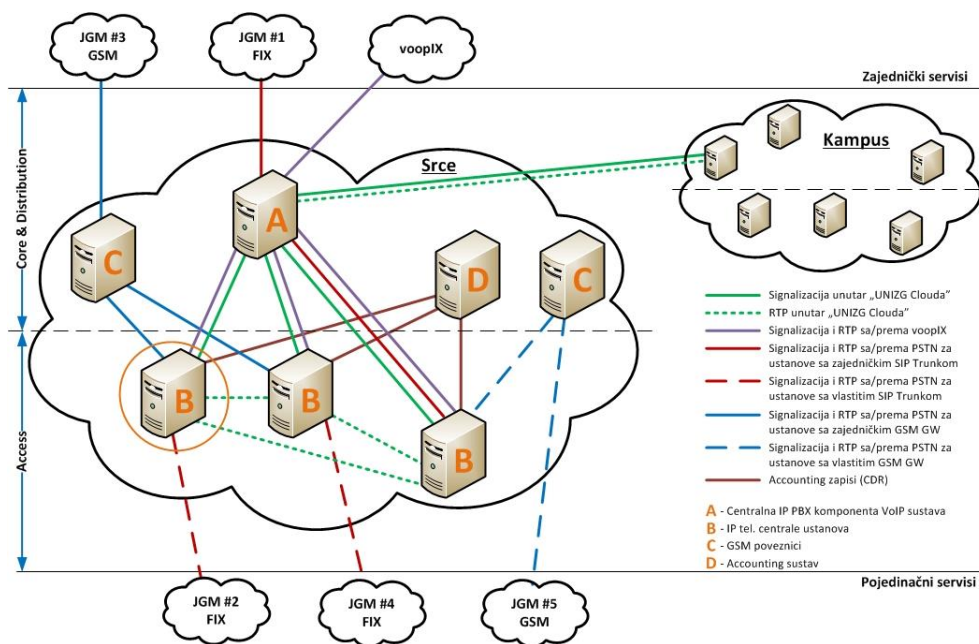 JGM #3
GSM
JGM #1
FIX
voopIX
Zajednički servisi
Core & Distribution
Access
Srce
Kampus
A
C
D
C
B
B
B
Signalizacija unutar „UNIZG Clouda”
RTP unutar „UNIZG Clouda”
Signalizacija i RTP sa/prema voopIX
Signalizacija i RTP sa/prema PSTN za
ustanove sa zajedničkim SIP Trunkom
Signalizacija i RTP sa/prema PSTN za
ustanove sa vlastitim SIP Trunkom
Signalizacija i RTP sa/prema PSTN za
ustanove sa zajedničkim GSM GW
Signalizacija i RTP sa/prema PSTN za
ustanove sa vlastitim GSM GW
Accounting zapisi (CDR)
A - Centralna IP PBX komponenta VoIP sustava
B - IP tel. centrale ustanova
C - GSM poveznici
D - Accounting sustav
JGM #2
FIX
JGM #4
FIX
JGM #5
GSM
Pojedinačni servisi